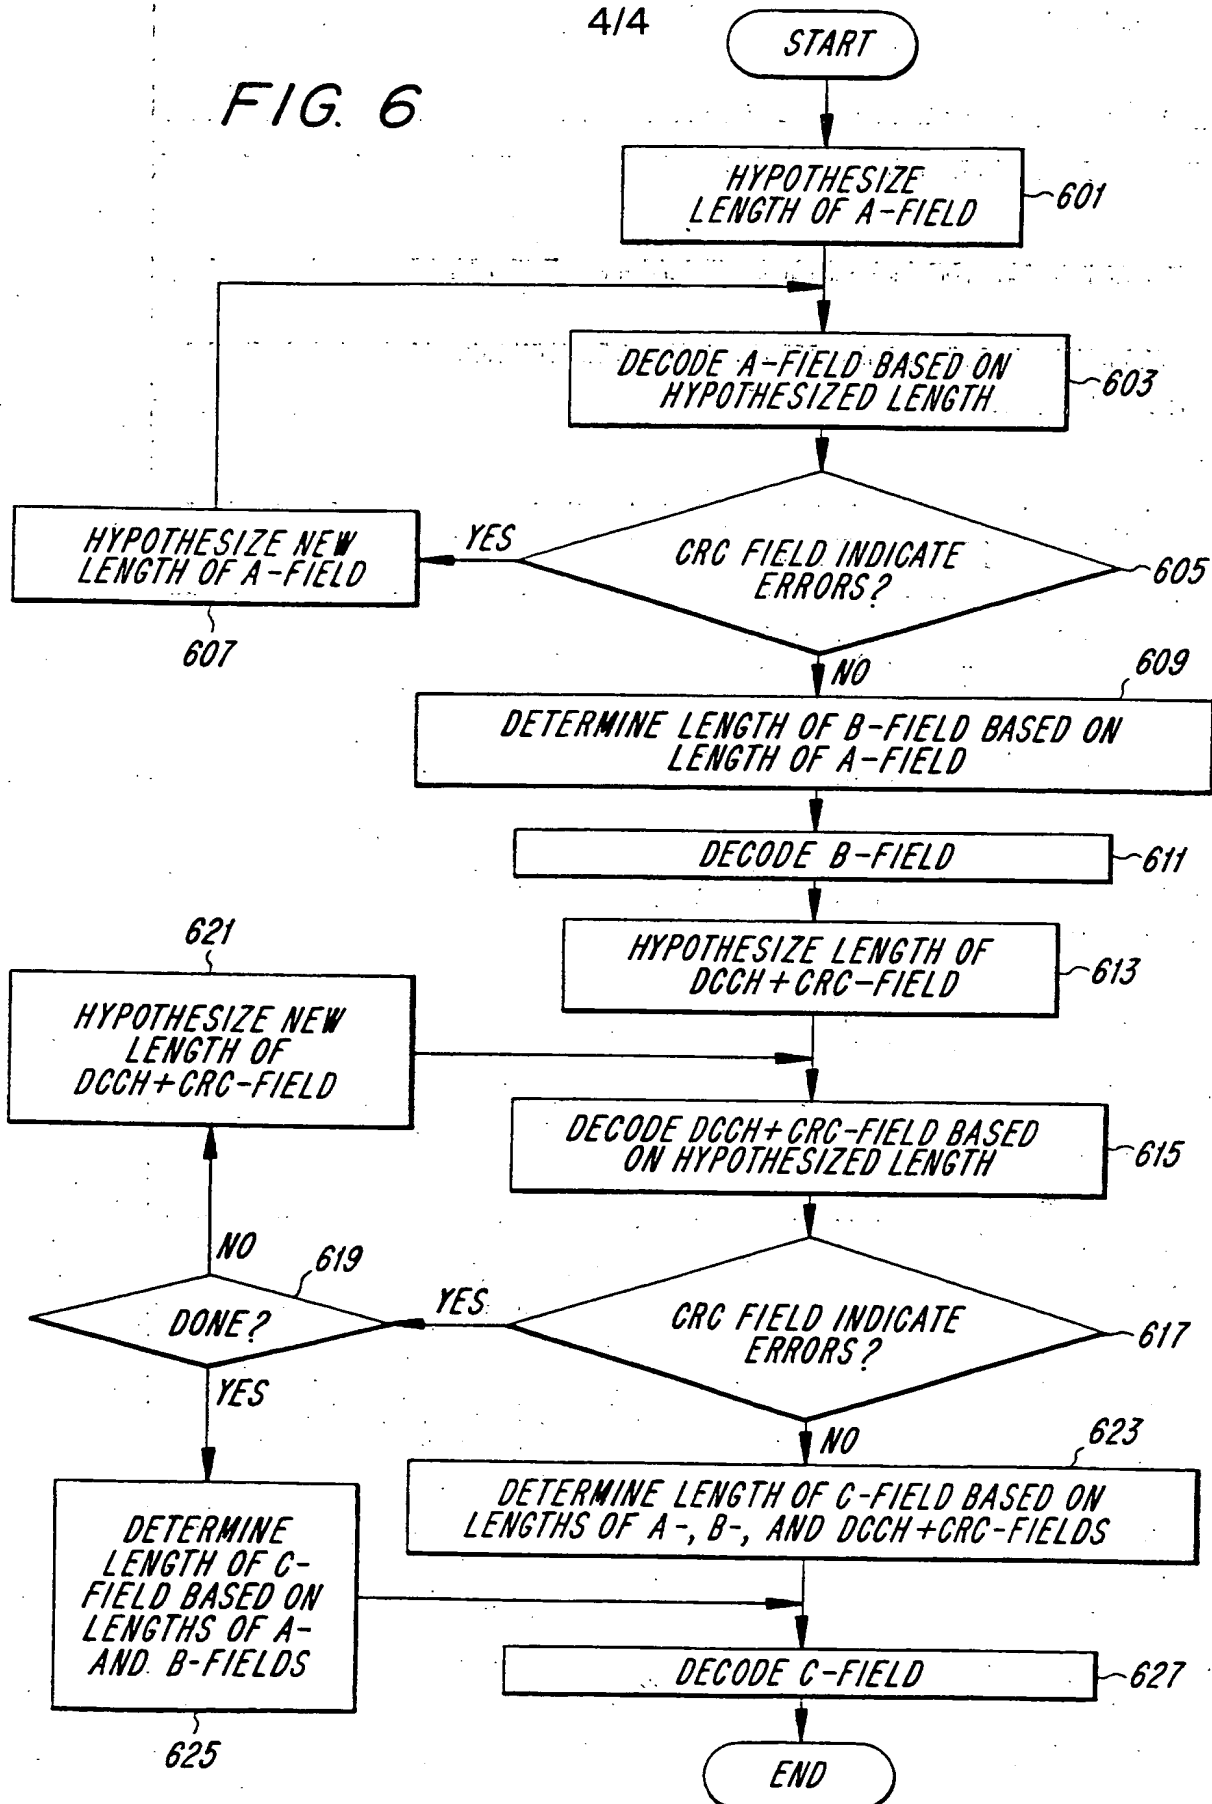 4/4
FIG. 6
START
HYPOTHESIZE
LENGTH OF A-FIELD
601
DECODE A-FIELD BASED ON
HYPOTHESIZED LENGTH
603
CRC FIELD INDICATE
ERRORS?
605
YES
HYPOTHESIZE NEW
LENGTH OF A-FIELD
607
NO
609
DETERMINE LENGTH OF B-FIELD BASED ON
LENGTH OF A-FIELD
DECODE B-FIELD
611
HYPOTHESIZE LENGTH OF
DCCH+CRC-FIELD
613
621
HYPOTHESIZE NEW
LENGTH OF
DCCH+CRC-FIELD
DECODE DCCH+CRC-FIELD BASED
ON HYPOTHESIZED LENGTH
615
NO
619
DONE?
YES
CRC FIELD INDICATE
ERRORS?
617
YES
NO
623
DETERMINE LENGTH OF C-FIELD BASED ON
LENGTHS OF A-, B-, AND DCCH+CRC-FIELDS
DETERMINE
LENGTH OF C-
FIELD BASED ON
LENGTHS OF A-
AND B-FIELDS
625
DECODE C-FIELD
627
END